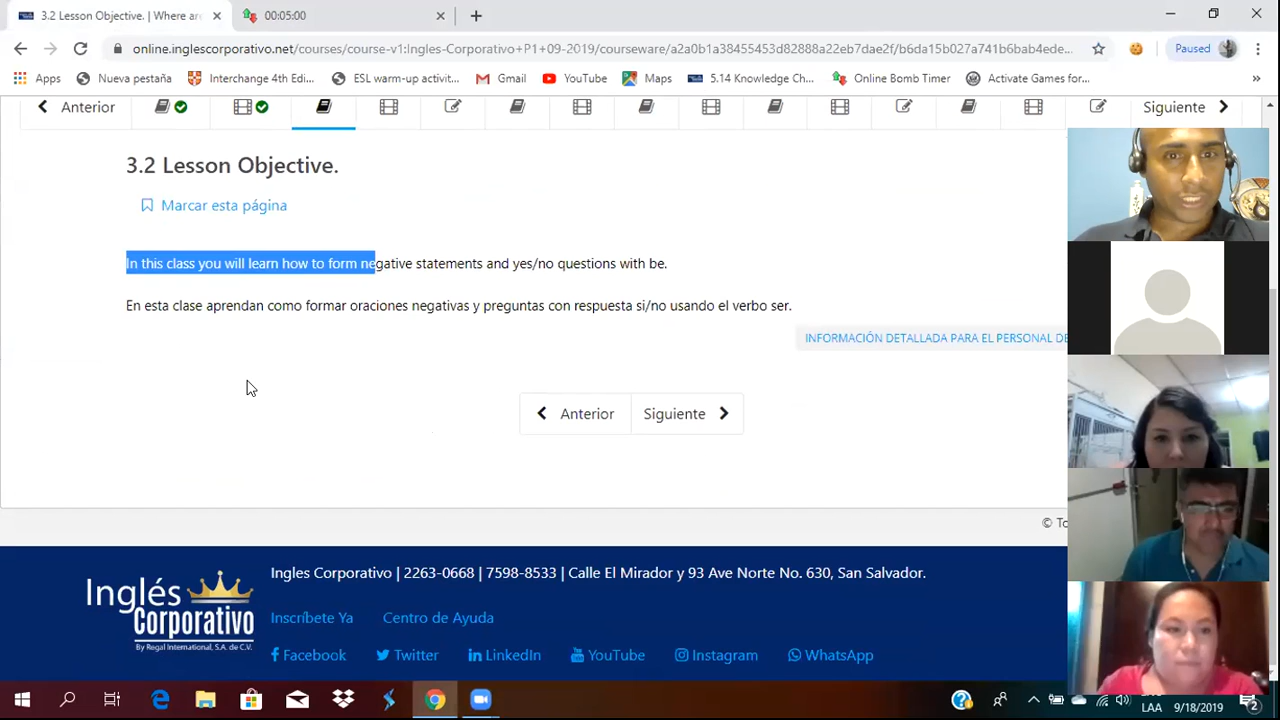 3.2 Lesson Objective. | Where ar
00:05:00
online.inglescorporativo.net/courses/course-v1:Ingles-Corporativo+P1+09-2019/courseware/a2a0b1a38455453d82888a22eb7dae2f/b6da15b027a741b6bab4ede...
Paused
Apps
Nueva pestaña
Interchange 4th Edi...
ESL warm-up activit...
Gmail
YouTube
Maps
5.14 Knowledge Ch...
Online Bomb Timer
Activate Games for...
»
Anterior
Siguiente
3.2 Lesson Objective.
Marcar esta página
In this class you will learn how to form negative statements and yes/no questions with be.
En esta clase aprendan como formar oraciones negativas y preguntas con respuesta si/no usando el verbo ser.
INFORMACIÓN DETALLADA PARA EL PERSONAL DE
Anterior
Siguiente
© To
Inglés
Corporativo
By Regal International, S.A. de C.V.
Ingles Corporativo | 2263-0668 | 7598-8533 | Calle El Mirador y 93 Ave Norte No. 630, San Salvador.
Inscríbete Ya
Centro de Ayuda
Facebook
Twitter
LinkedIn
YouTube
Instagram
WhatsApp
LAA
9/18/2019
2